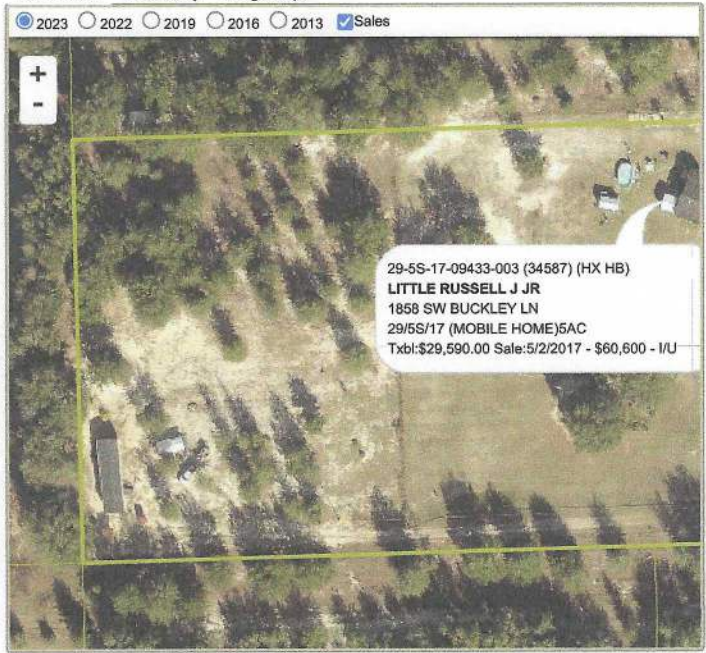 2023 2022 2019 2016 2013 Sales
+
-
29-5S-17-09433-003 (34587) (HX HB)
LITTLE RUSSELL J JR
1858 SW BUCKLEY LN
29/5S/17 (MOBILE HOME)5AC
Txbl:$29,590.00 Sale:5/2/2017 - $60,600 - I/U